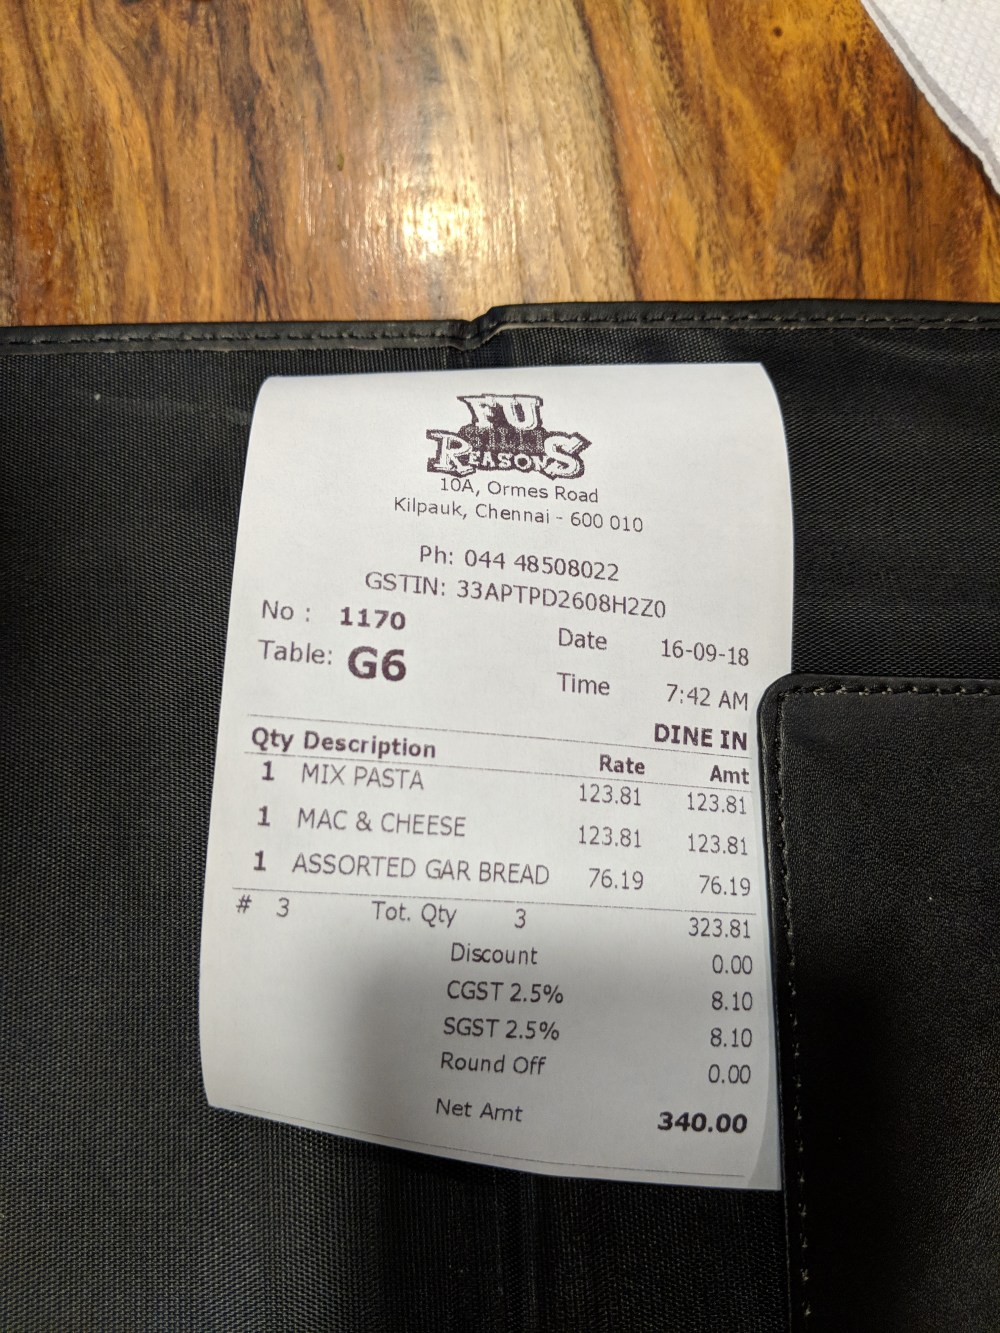 FU
SILLI
REASONS
10A, Ormes Road
Kilpauk, Chennai - 600 010
Ph: 044 48508022
GSTIN: 33APTPD2608H2Z0
No : 1170
Date 16-09-18
Table: G6
Time 7:42 AM
DINE IN
Qty Description Rate Amt
1 MIX PASTA 123.81 123.81
1 MAC & CHEESE 123.81 123.81
1 ASSORTED GAR BREAD 76.19 76.19
# 3 Tot. Qty 3 323.81
Discount 0.00
CGST 2.5% 8.10
SGST 2.5% 8.10
Round Off 0.00
Net Amt 340.00